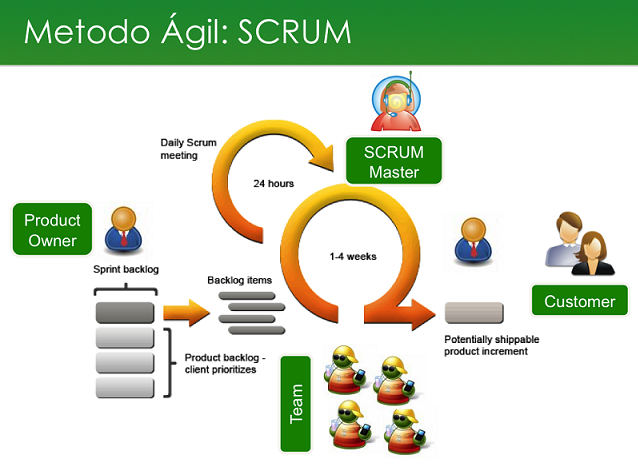 Metodo Ágil: SCRUM
Daily Scrum
meeting
24 hours
SCRUM
Master
Product
Owner
1-4 weeks
Sprint backlog
Backlog items
Customer
Product backlog -
client prioritizes
Potentially shippable
product increment
Team